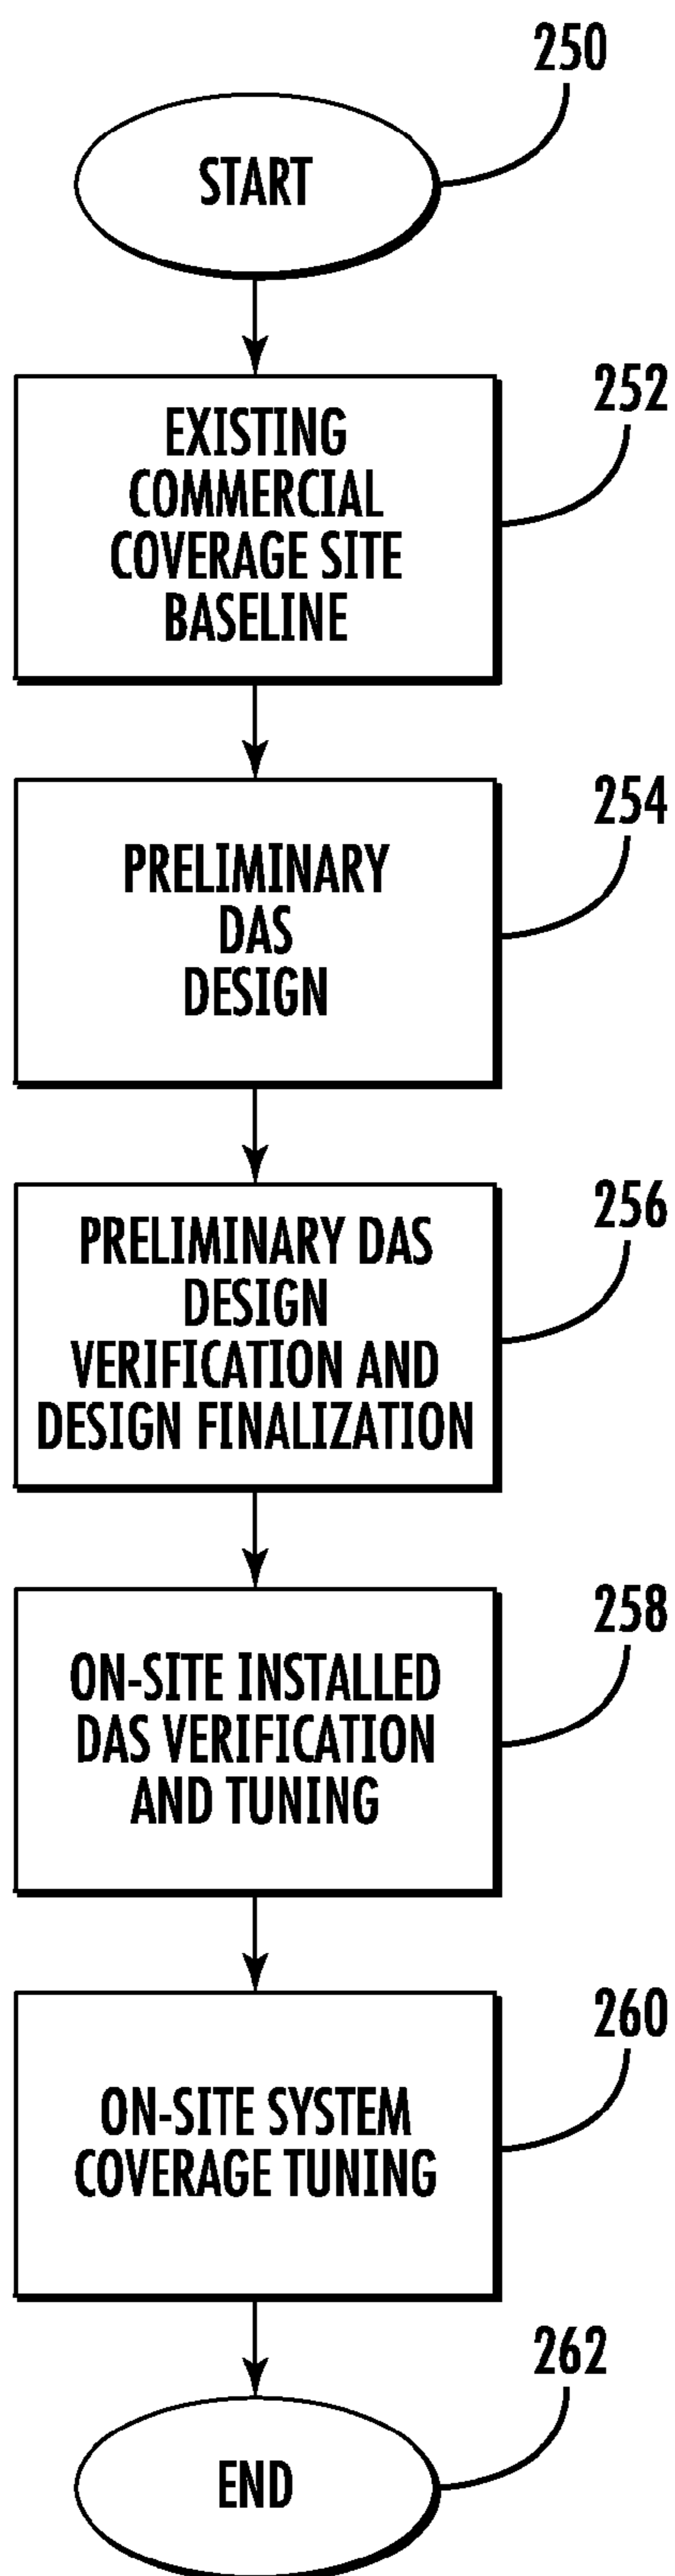 250
START
252
EXISTING
COMMERCIAL
COVERAGE SITE
BASELINE
254
PRELIMINARY
DAS
DESIGN
256
PRELIMINARY DAS
DESIGN
VERIFICATION AND
DESIGN FINALIZATION
258
ON-SITE INSTALLED
DAS VERIFICATION
AND TUNING
260
ON-SITE SYSTEM
COVERAGE TUNING
262
END